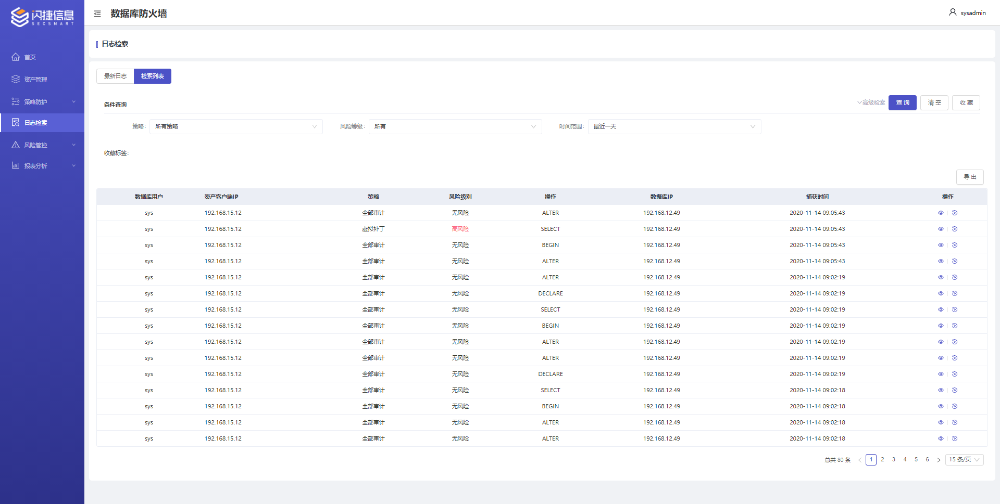 闪捷信息
SECSMART
数据库防火墙
sysadmin
首页
资产管理
策略防护
日志检索
风险管控
报表分析
日志检索
最新日志 检索列表
条件查询
高级检索 查询 清空 收藏
策略： 所有策略 风险等级： 所有 时间范围： 最近一天
收藏标签：
导出
数据库用户 资产客户端IP 策略 风险级别 操作 数据库IP 捕获时间 操作
sys 192.168.15.12 全部审计 无风险 ALTER 192.168.12.49 2020-11-14 09:05:43
sys 192.168.15.12 虚拟补丁 高风险 SELECT 192.168.12.49 2020-11-14 09:05:43
sys 192.168.15.12 全部审计 无风险 BEGIN 192.168.12.49 2020-11-14 09:05:43
sys 192.168.15.12 全部审计 无风险 ALTER 192.168.12.49 2020-11-14 09:05:43
sys 192.168.15.12 全部审计 无风险 ALTER 192.168.12.49 2020-11-14 09:02:19
sys 192.168.15.12 全部审计 无风险 DECLARE 192.168.12.49 2020-11-14 09:02:19
sys 192.168.15.12 全部审计 无风险 SELECT 192.168.12.49 2020-11-14 09:02:19
sys 192.168.15.12 全部审计 无风险 BEGIN 192.168.12.49 2020-11-14 09:02:19
sys 192.168.15.12 全部审计 无风险 ALTER 192.168.12.49 2020-11-14 09:02:19
sys 192.168.15.12 全部审计 无风险 ALTER 192.168.12.49 2020-11-14 09:02:19
sys 192.168.15.12 全部审计 无风险 DECLARE 192.168.12.49 2020-11-14 09:02:19
sys 192.168.15.12 全部审计 无风险 SELECT 192.168.12.49 2020-11-14 09:02:18
sys 192.168.15.12 全部审计 无风险 BEGIN 192.168.12.49 2020-11-14 09:02:18
sys 192.168.15.12 全部审计 无风险 ALTER 192.168.12.49 2020-11-14 09:02:18
sys 192.168.15.12 全部审计 无风险 ALTER 192.168.12.49 2020-11-14 09:02:18
总共 80 条 1 2 3 4 5 6 15 条/页